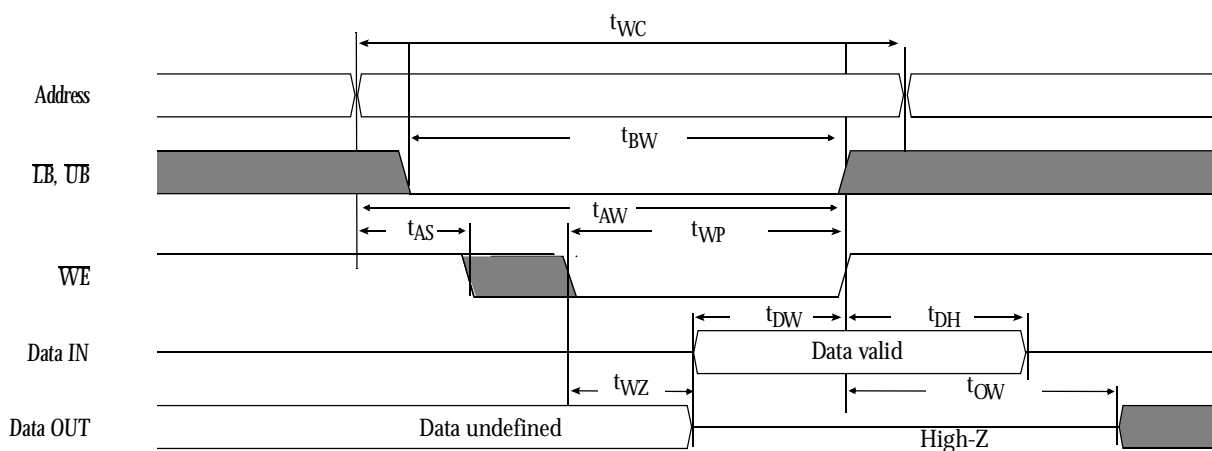 tWC
Address
tBW
LB, UB
tAW
tAS
tWP
WE
tDW
tDH
Data IN
Data valid
tWZ
tOW
Data OUT
Data undefined
High-Z